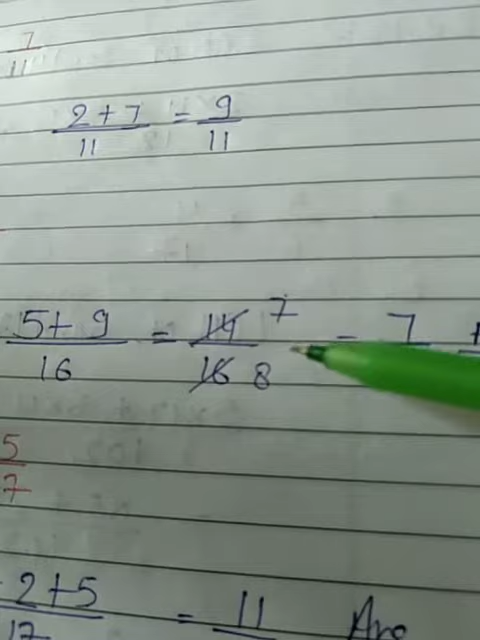 7
11
2 + 7 = 9
11 11
5 + 9 = 14 7 = 7
16 16 8
5
7
2 + 5 = 11 Ans
17